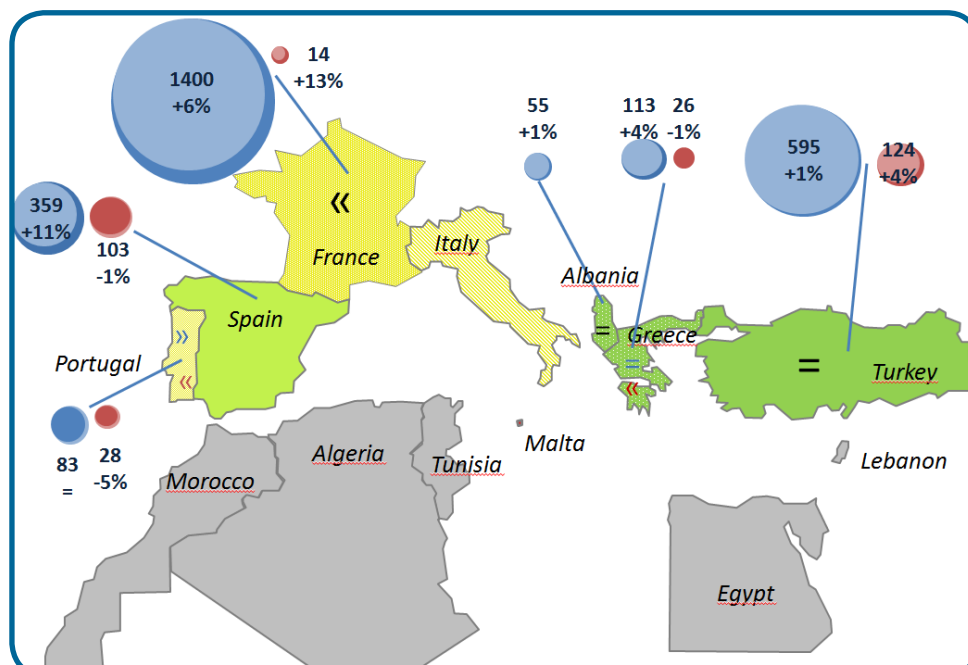 1400
+6%
14
+13%
55
+1%
113
+4%
26
-1%
595
+1%
124
+4%
359
+11%
103
-1%
«
France
Italy
Albania
Spain
=
Greece
=
«
=
Turkey
Portugal
»
«
83
=
28
-5%
Malta
Lebanon
Morocco
Algeria
Tunisia
Egypt